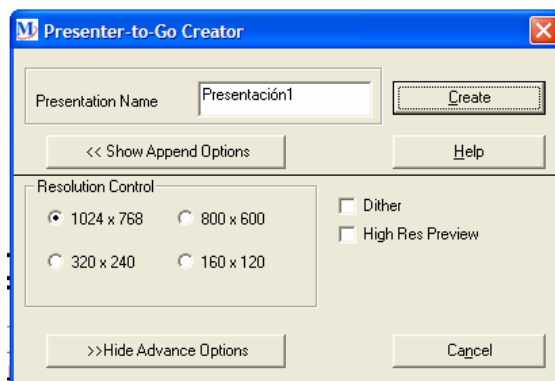 Presenter-to-Go Creator
Presentation Name
Presentación1
Create
<< Show Append Options
Help
Resolution Control
1024 x 768
800 x 600
Dither
High Res Preview
320 x 240
160 x 120
>>Hide Advance Options
Cancel